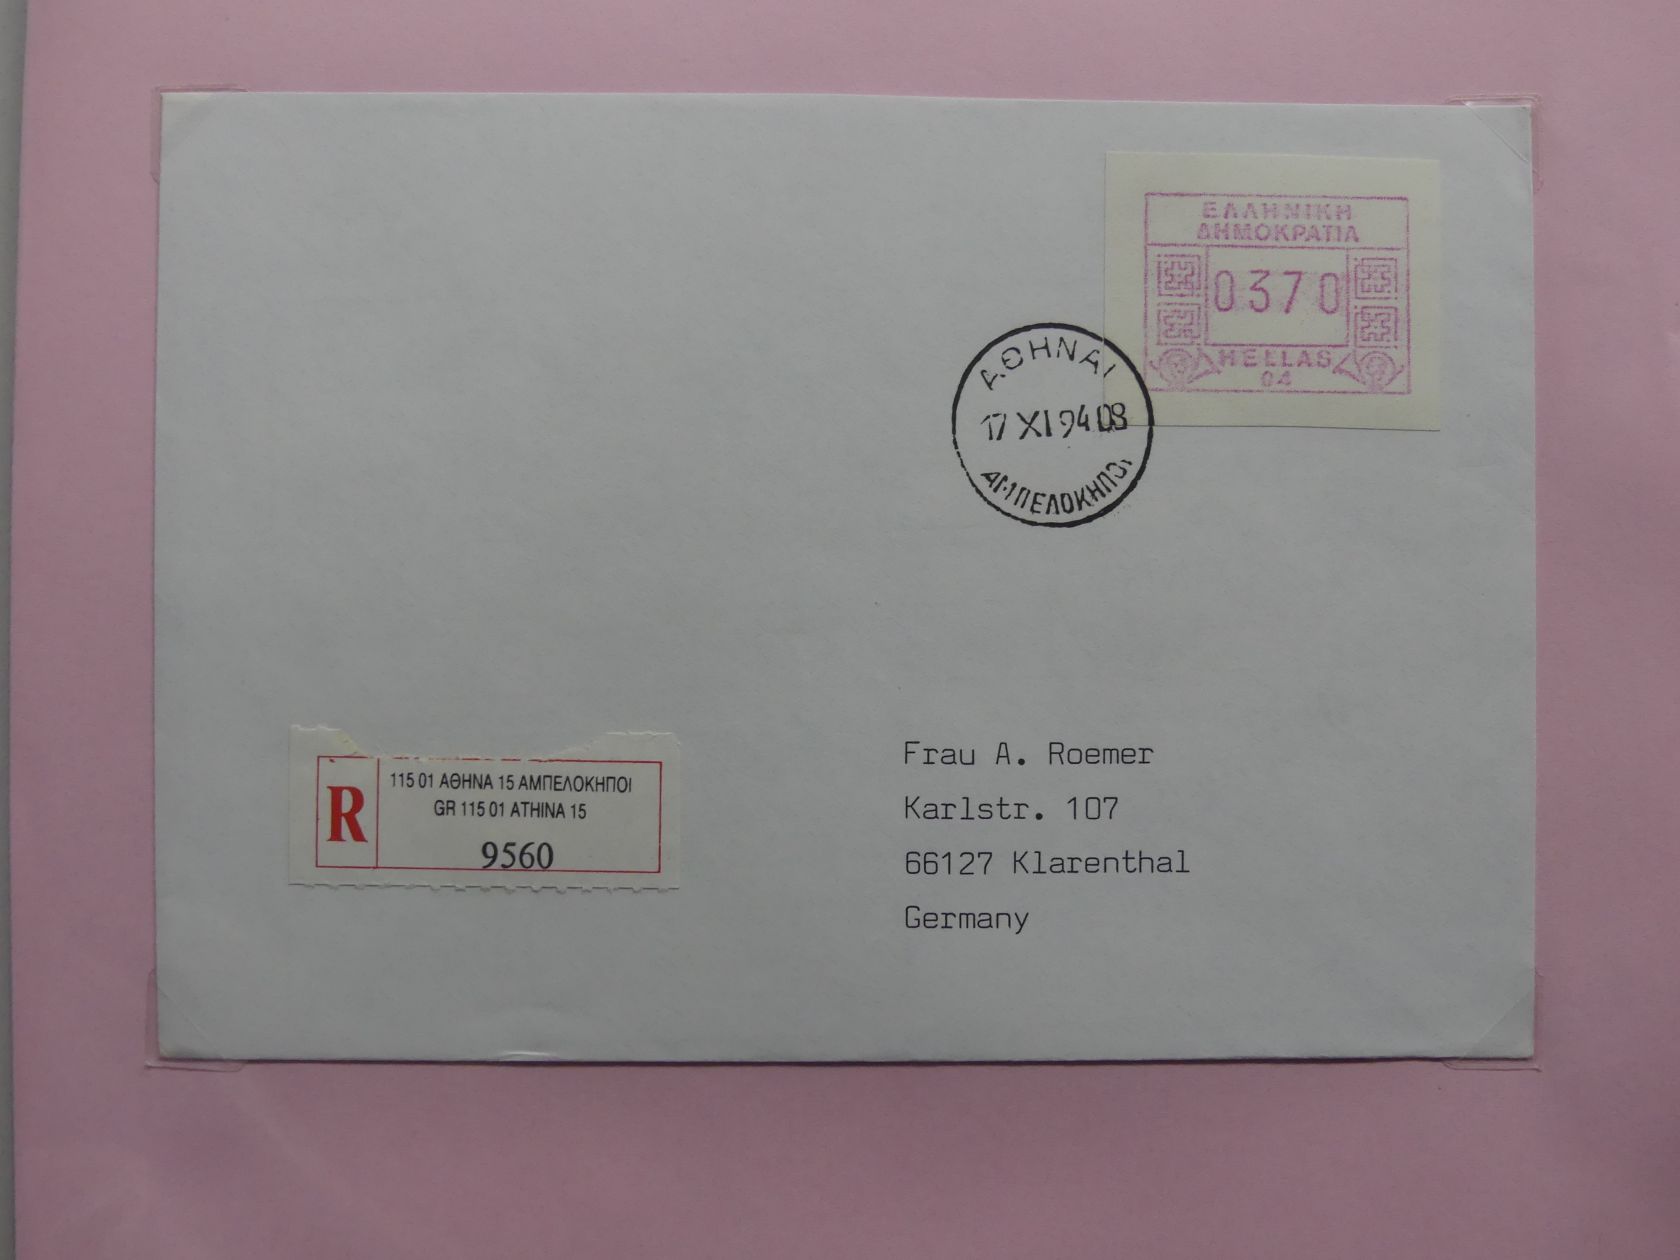 ΕΛΛΗΝΙΚΗ
ΔΗΜΟΚΡΑΤΙΑ
0370
HELLAS
04
ΑΘΗΝΑΙ
17 XI 94 08
ΑΜΠΕΛΟΚΗΠΟΙ
R
115 01 ΑΘΗΝΑ 15 ΑΜΠΕΛΟΚΗΠΟΙ
GR 115 01 ATHINA 15
9560
Frau A. Roemer
Karlstr. 107
66127 Klarenthal
Germany